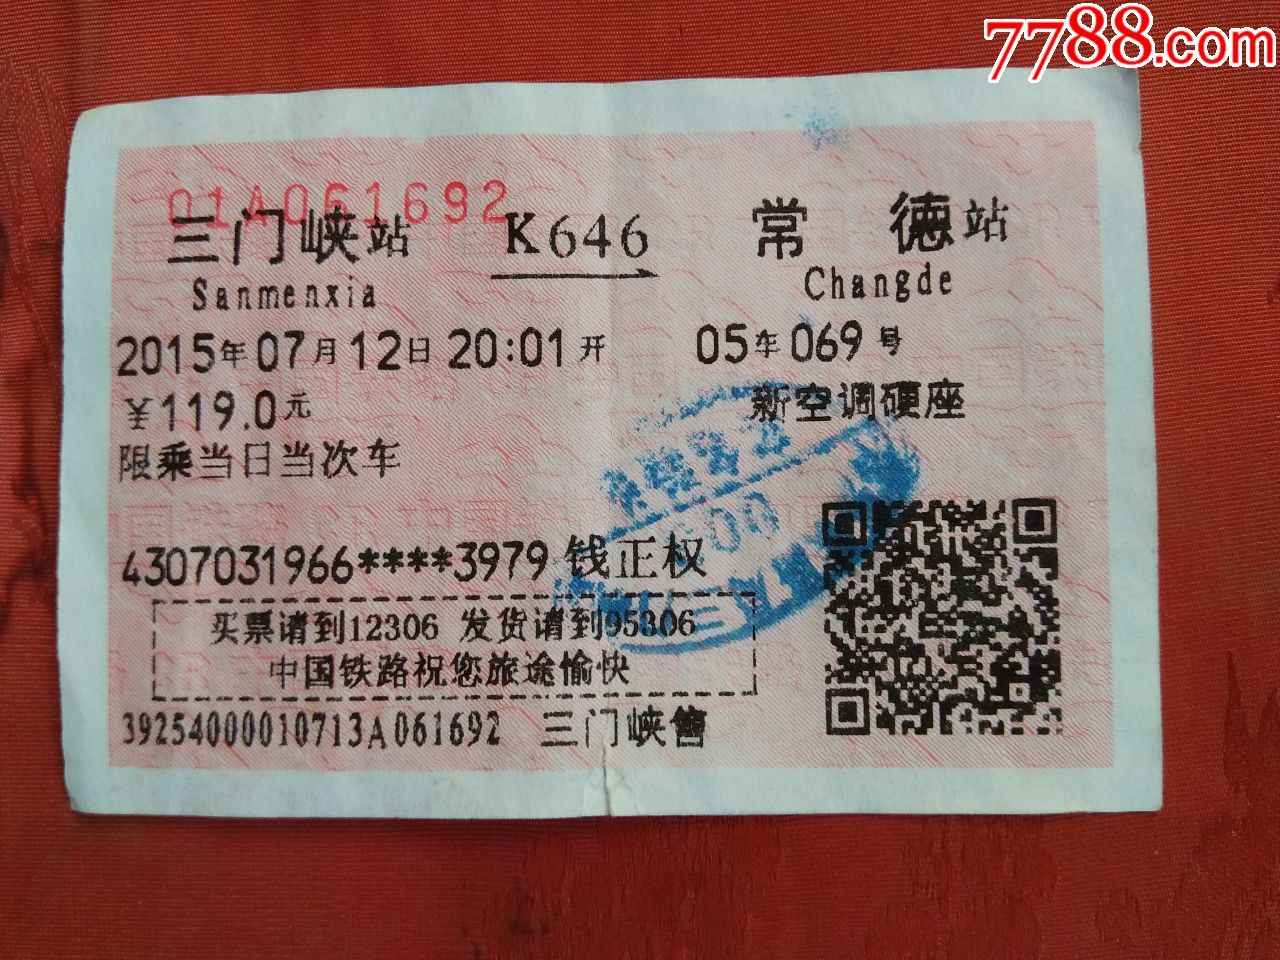 7788.com
01A061692
三门峡站 K646 常德站
Sanmenxia Changde
2015年07月12日20:01开 05车069号
¥119.0元 新空调硬座
限乘当日当次车
4307031966****3979 钱正权
买票请到12306 发货请到95306
中国铁路祝您旅途愉快
39254000010713A061692 三门峡售